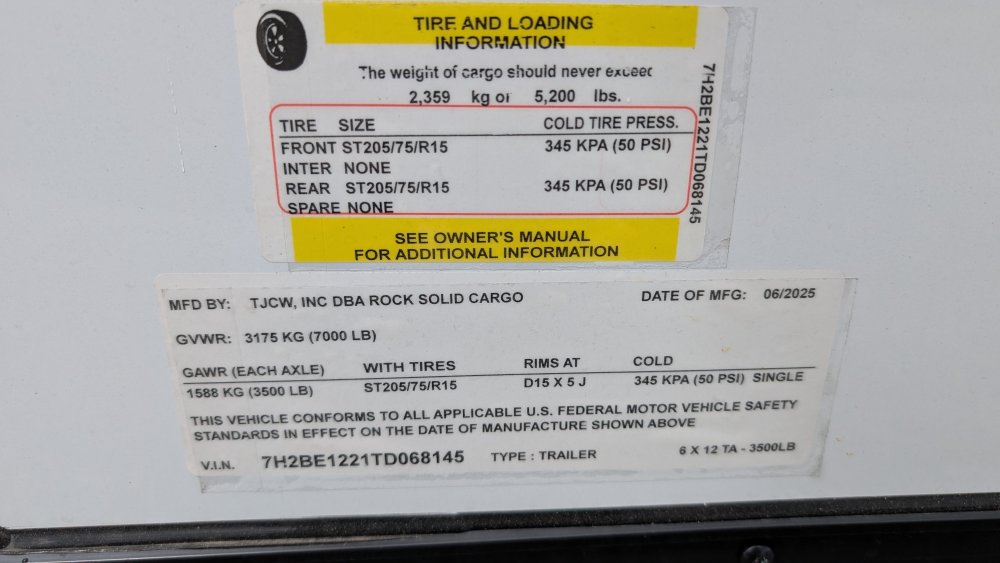 TIRE AND LOADING
INFORMATION
The weight of cargo should never exceed
2,359 kg or 5,200 lbs.
TIRE SIZE COLD TIRE PRESS.
FRONT ST205/75/R15 345 KPA (50 PSI)
INTER NONE
REAR ST205/75/R15 345 KPA (50 PSI)
SPARE NONE
SEE OWNER'S MANUAL
FOR ADDITIONAL INFORMATION
7H2BE1221TD068145
MFD BY: TJCW, INC DBA ROCK SOLID CARGO DATE OF MFG: 06/2025
GVWR: 3175 KG (7000 LB)
GAWR (EACH AXLE) WITH TIRES RIMS AT COLD
1588 KG (3500 LB) ST205/75/R15 D15 X 5 J 345 KPA (50 PSI) SINGLE
THIS VEHICLE CONFORMS TO ALL APPLICABLE U.S. FEDERAL MOTOR VEHICLE SAFETY
STANDARDS IN EFFECT ON THE DATE OF MANUFACTURE SHOWN ABOVE
V.I.N. 7H2BE1221TD068145 TYPE : TRAILER 6 X 12 TA - 3500LB